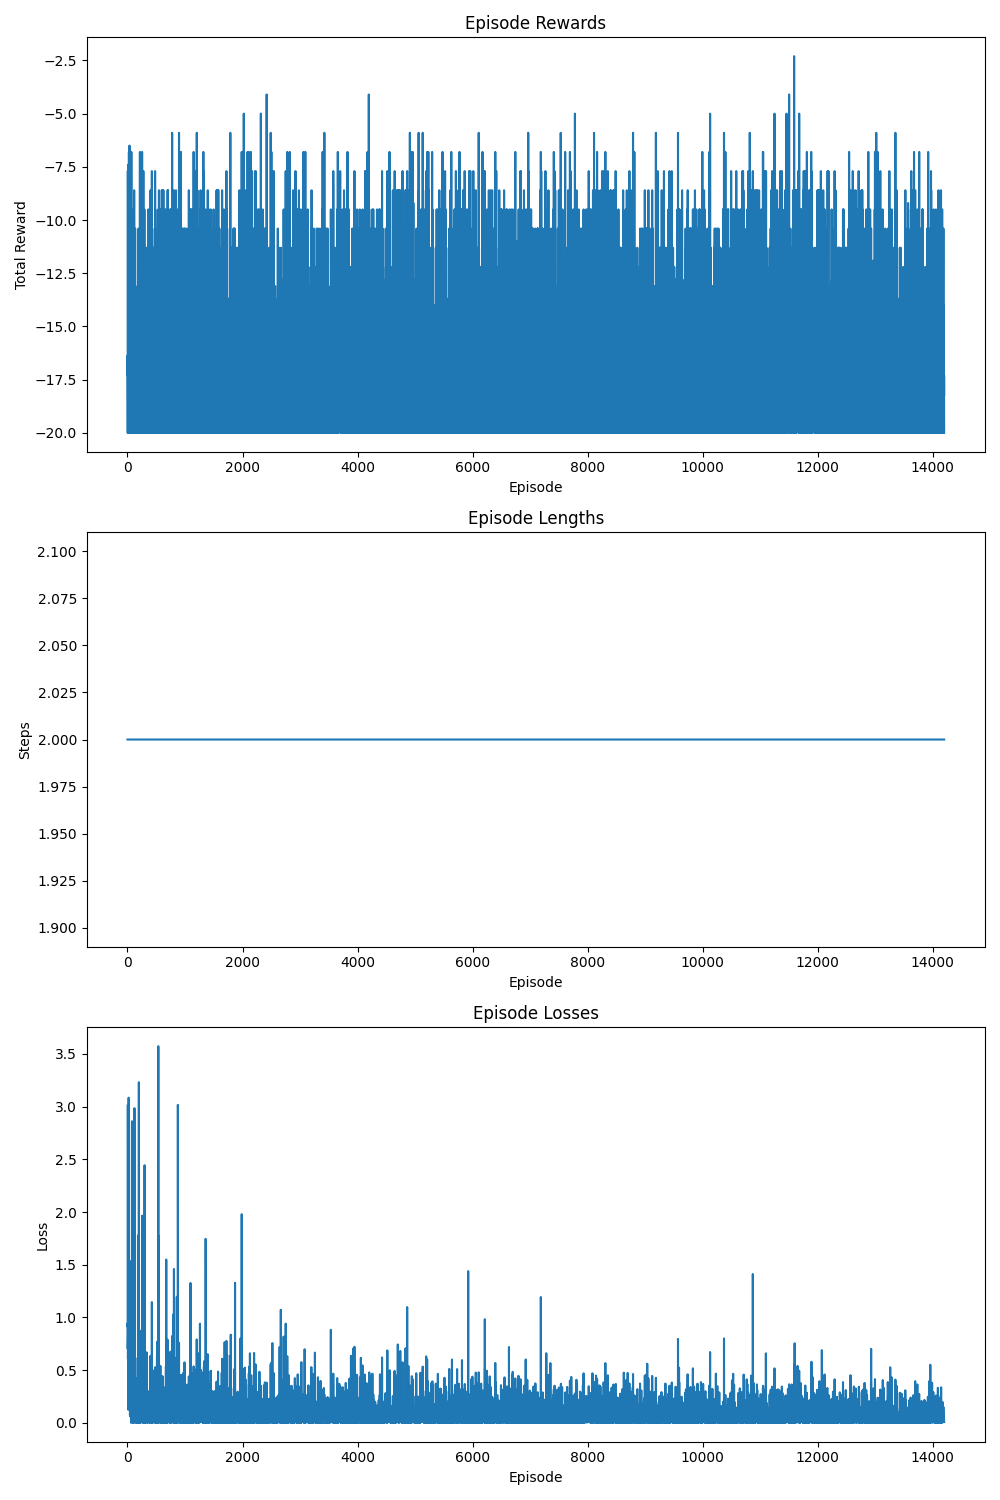 Episode Rewards
−2.5
−5.0
−7.5
−10.0
−12.5
−15.0
−17.5
−20.0
Total Reward
0 2000 4000 6000 8000 10000 12000 14000
Episode
Episode Lengths
2.100
2.075
2.050
2.025
2.000
1.975
1.950
1.925
1.900
Steps
0 2000 4000 6000 8000 10000 12000 14000
Episode
Episode Losses
3.5
3.0
2.5
2.0
1.5
1.0
0.5
0.0
Loss
0 2000 4000 6000 8000 10000 12000 14000
Episode